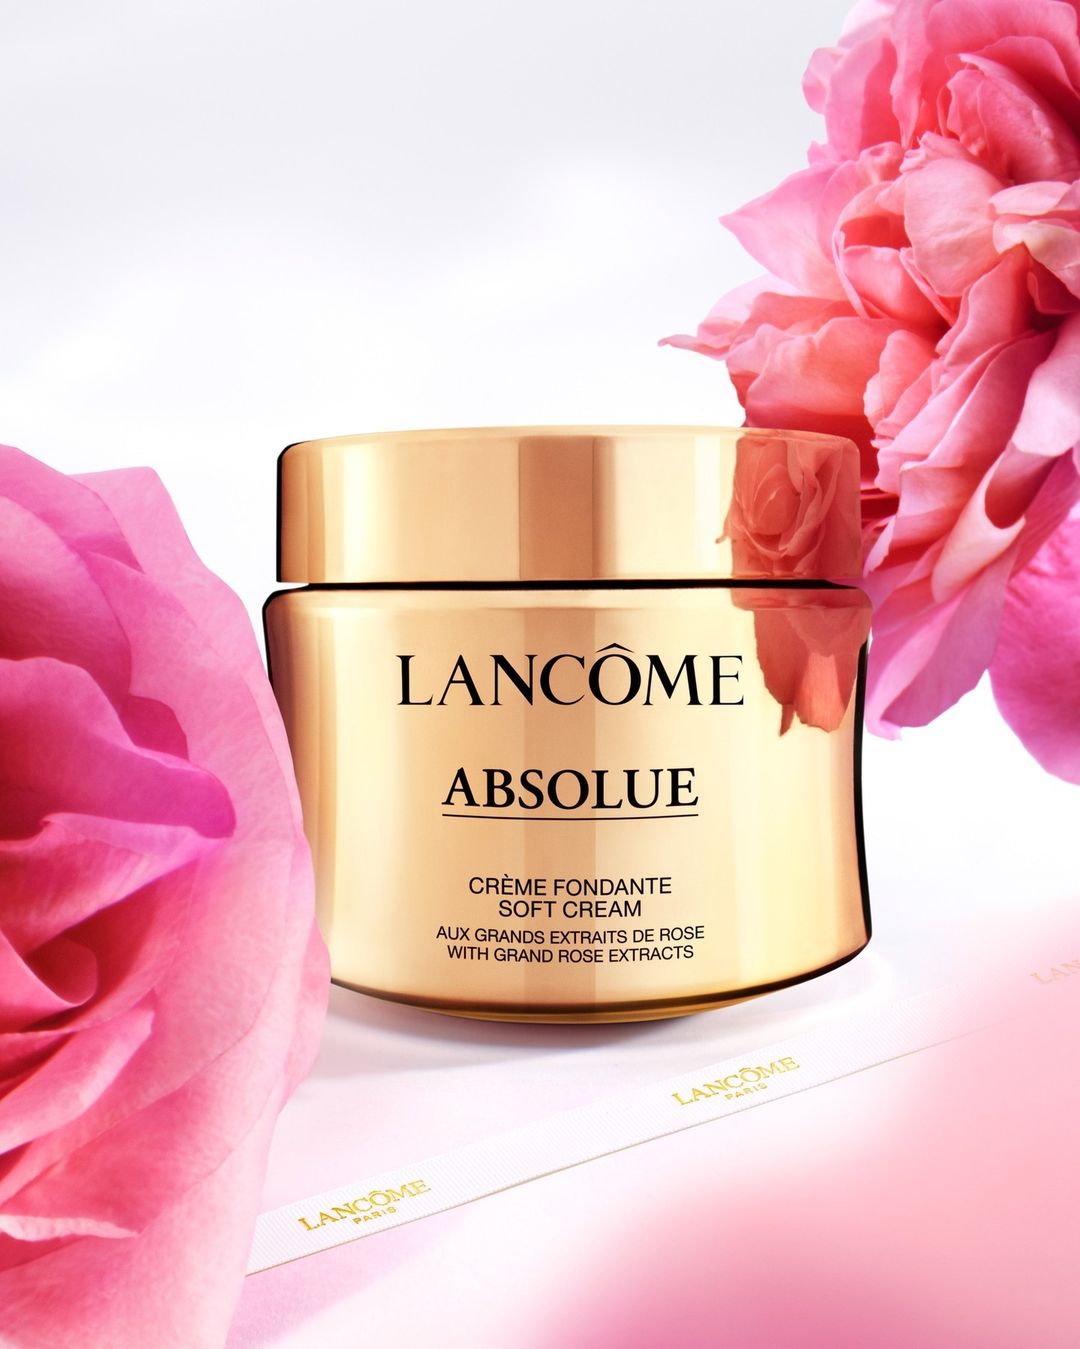 LANCÔME
ABSOLUE
CRÈME FONDANTE
SOFT CREAM
AUX GRANDS EXTRAITS DE ROSE
WITH GRAND ROSE EXTRACTS
LANCÔME
PARIS
LANCÔME
PARIS